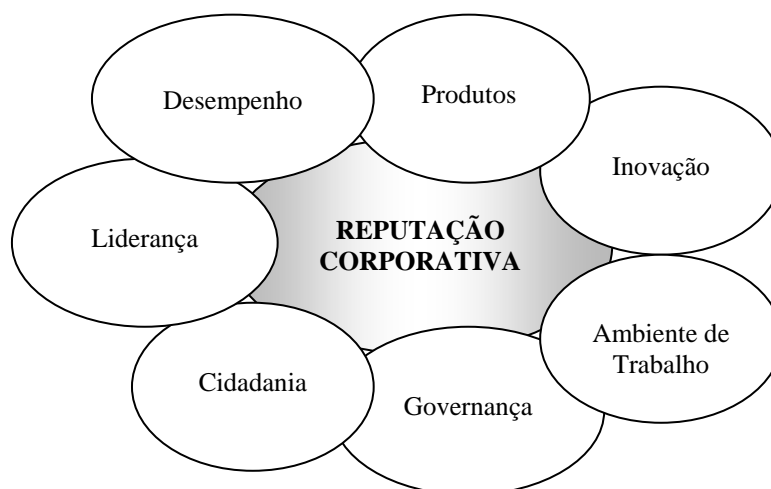 Desempenho
Produtos
Inovação
Liderança
REPUTAÇÃO
CORPORATIVA
Ambiente de
Trabalho
Cidadania
Governança